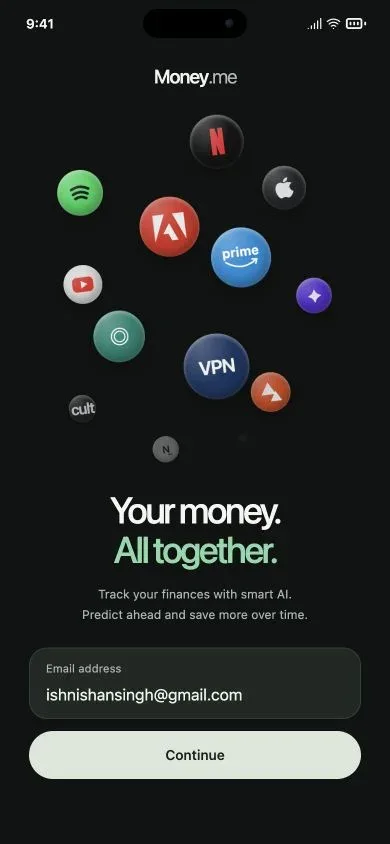 9:41
Money.me
N
prime
VPN
cult
N
Your money.
All together.
Track your finances with smart AI.
Predict ahead and save more over time.
Email address
ishnishansingh@gmail.com
Continue